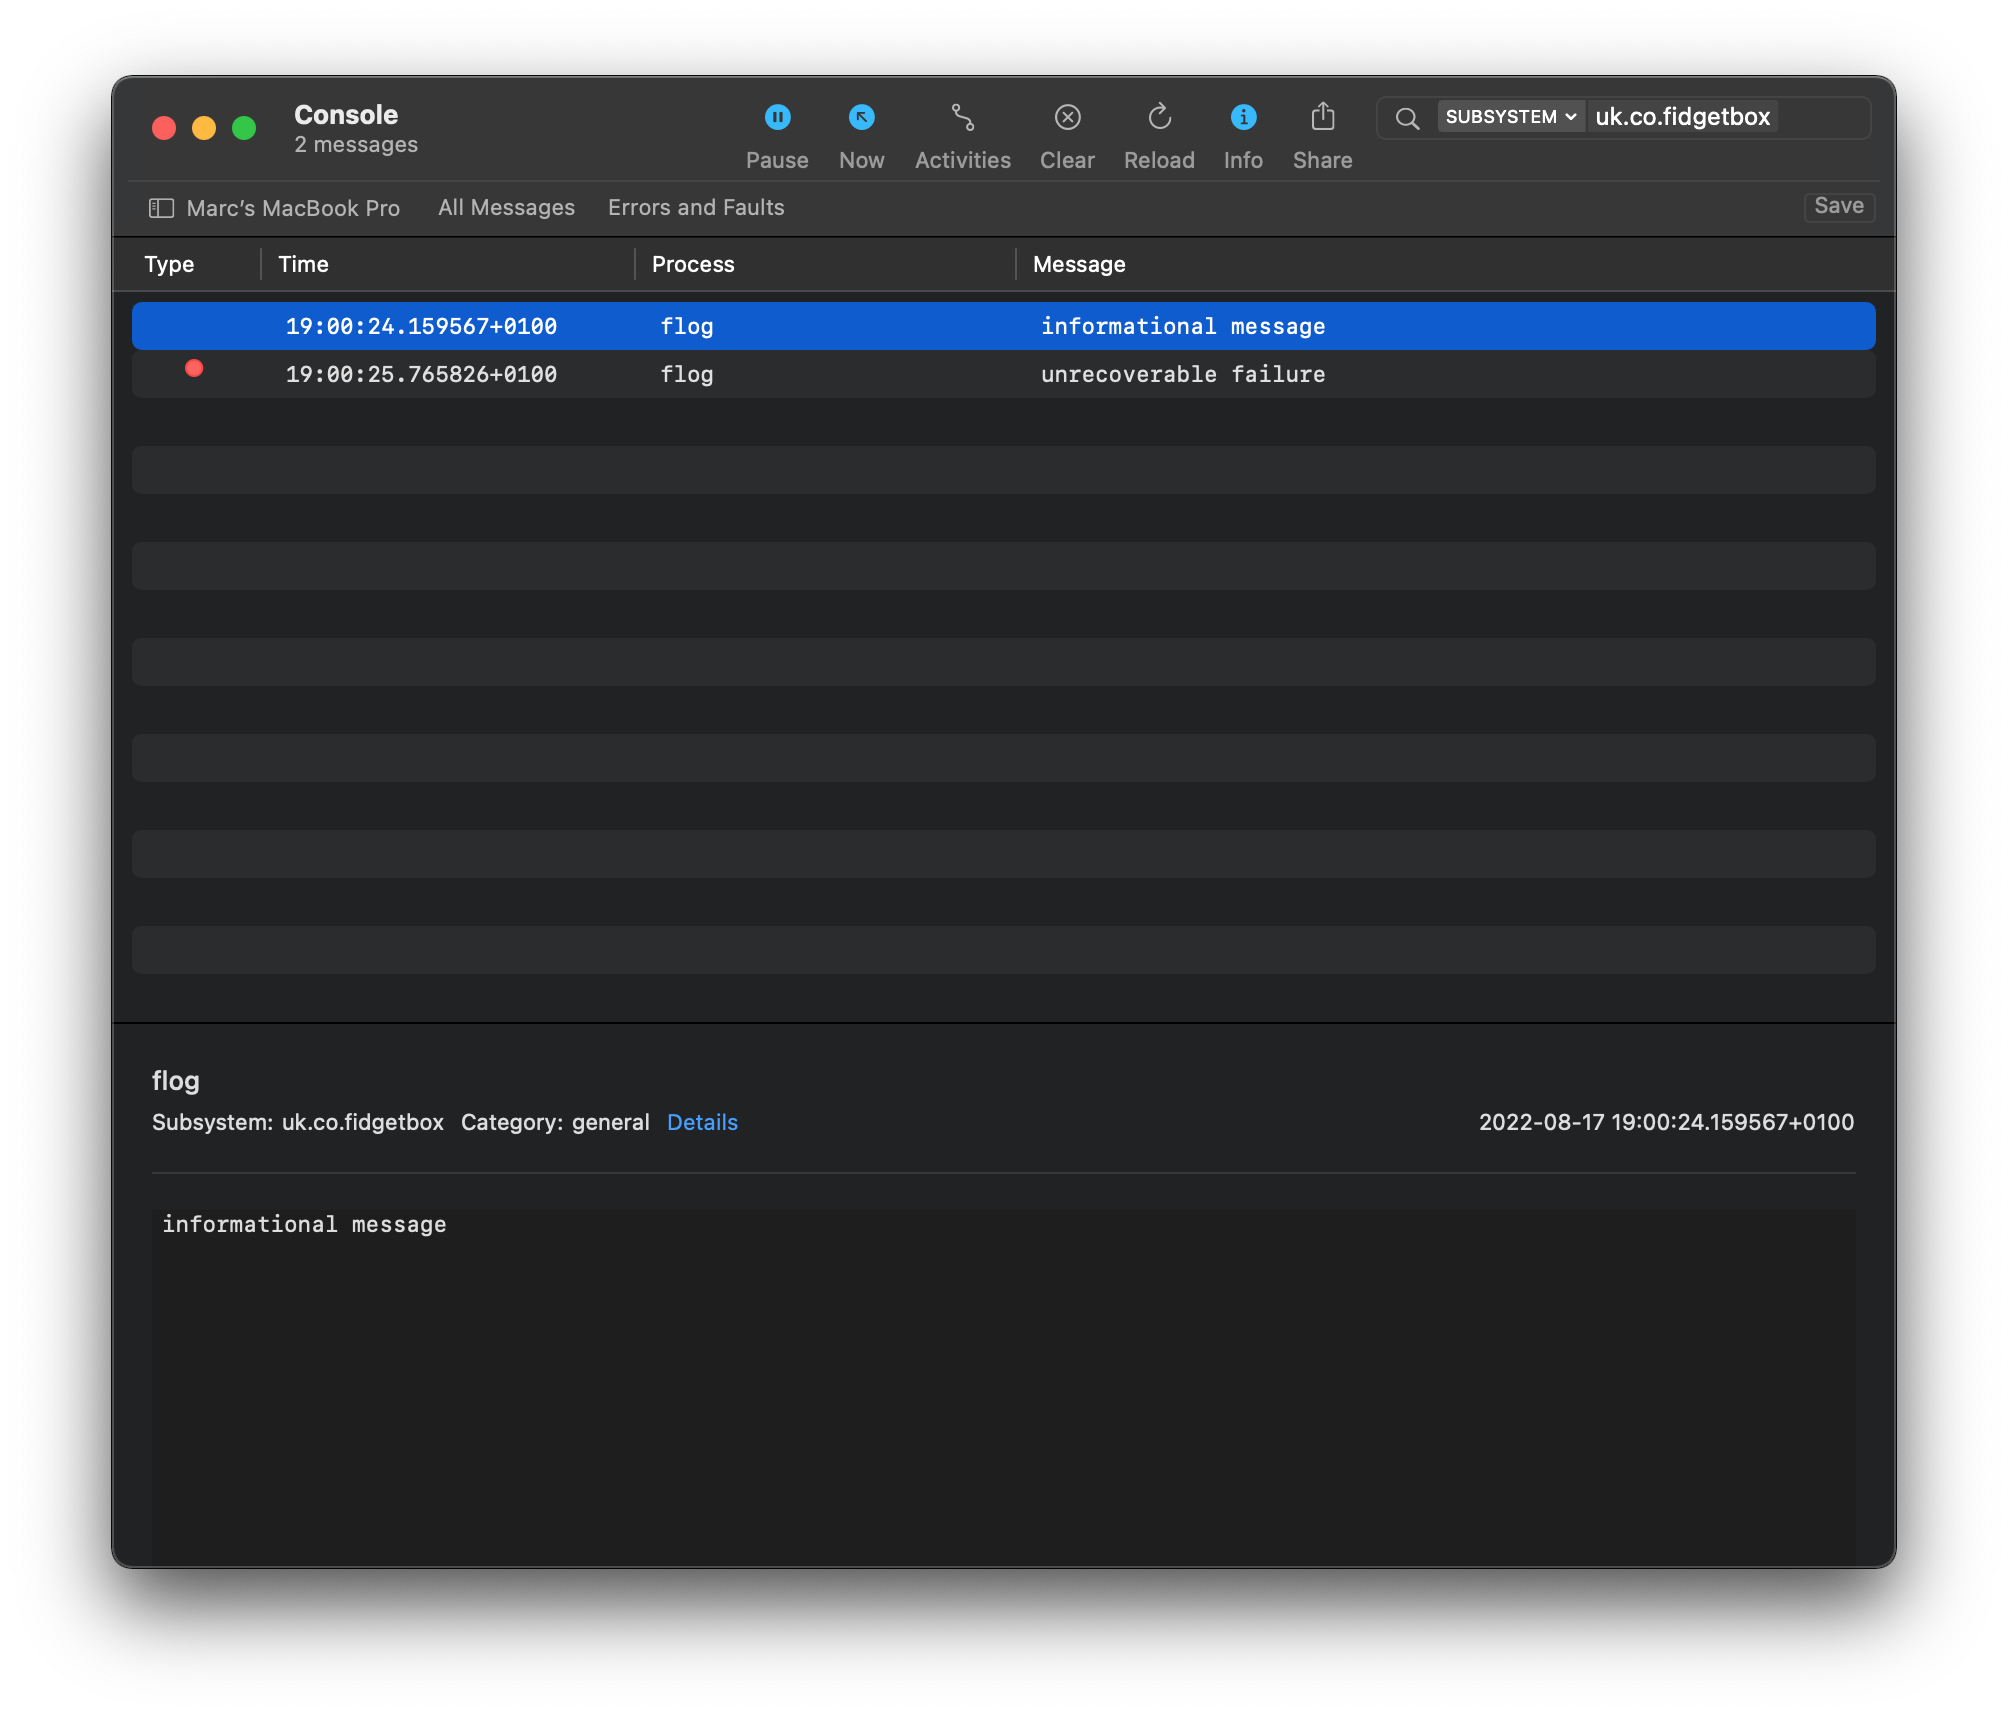 Console
2 messages
Pause Now Activities Clear Reload Info Share
SUBSYSTEM uk.co.fidgetbox
Marc’s MacBook Pro All Messages Errors and Faults Save
Type Time Process Message
19:00:24.159567+0100 flog informational message
19:00:25.765826+0100 flog unrecoverable failure
flog
Subsystem: uk.co.fidgetbox Category: general Details 2022-08-17 19:00:24.159567+0100
informational message